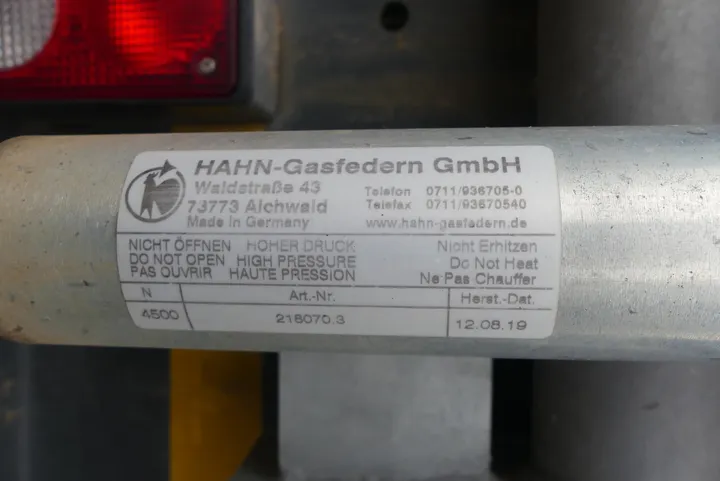 HAHN-Gasfedern GmbH
Waldstraße 43
73773 Aichwald
Made in Germany
Telefon 0711/936705-0
Telefax 0711/93670540
www.hahn-gasfedern.de
NICHT ÖFFNEN HOHER DRUCK Nicht Erhitzen
DO NOT OPEN HIGH PRESSURE Do Not Heat
PAS OUVRIR HAUTE PRESSION Ne Pas Chauffer
N Art.-Nr. Herst.-Dat.
4500 216070.3 12.08.19